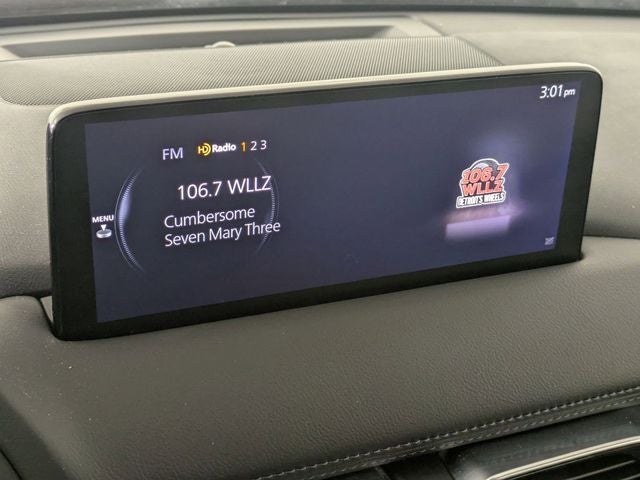 3:01 pm
FM HD Radio 1 2 3
106.7 WLLZ
Cumbersome
Seven Mary Three
MENU
106.7
WLLZ
DETROIT'S WHEELS